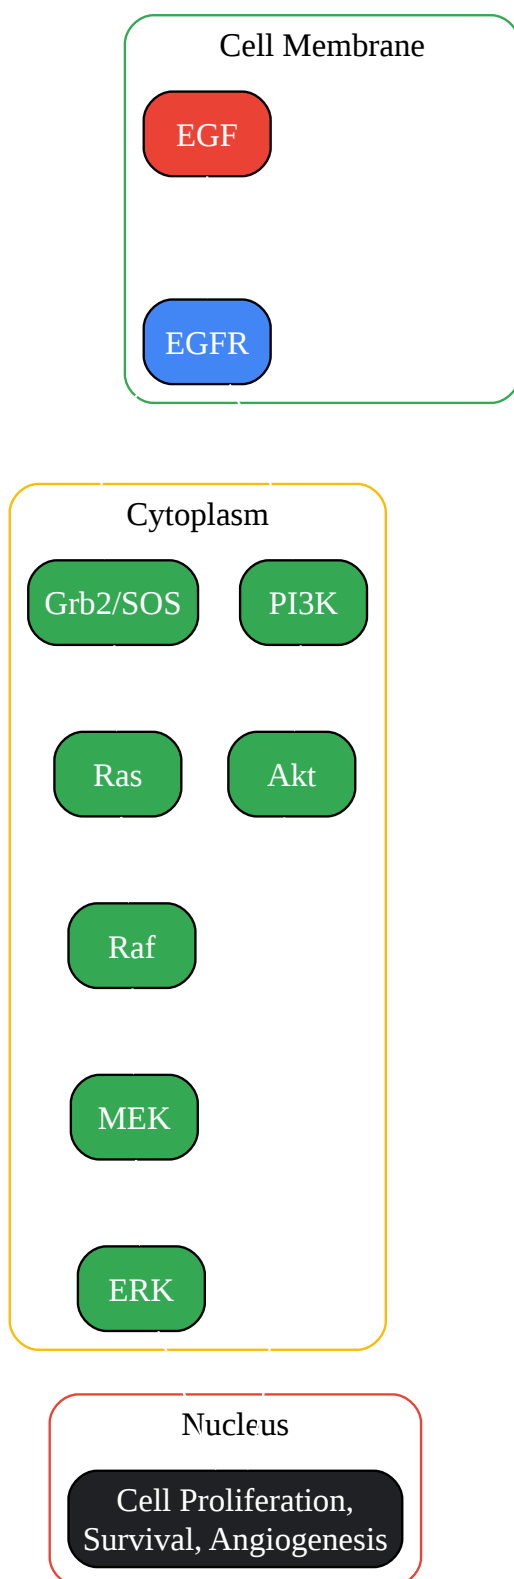 Cell Membrane
EGF
EGFR
Cytoplasm
Grb2/SOS
PI3K
Ras
Akt
Raf
MEK
ERK
Nucleus
Cell Proliferation,
Survival, Angiogenesis